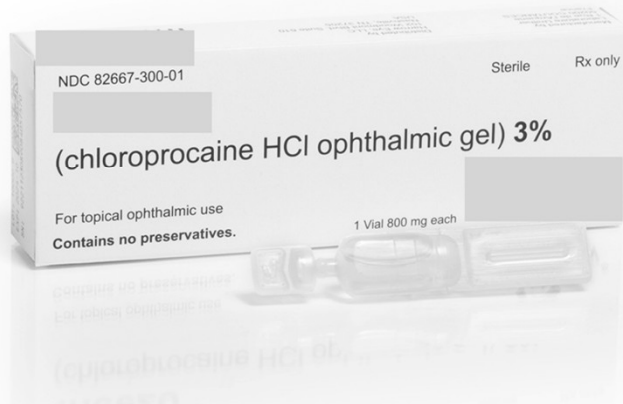 NDC 82667-300-01
Sterile
Rx only
(chloroprocaine HCl ophthalmic gel) 3%
For topical ophthalmic use
Contains no preservatives.
1 Vial 800 mg each